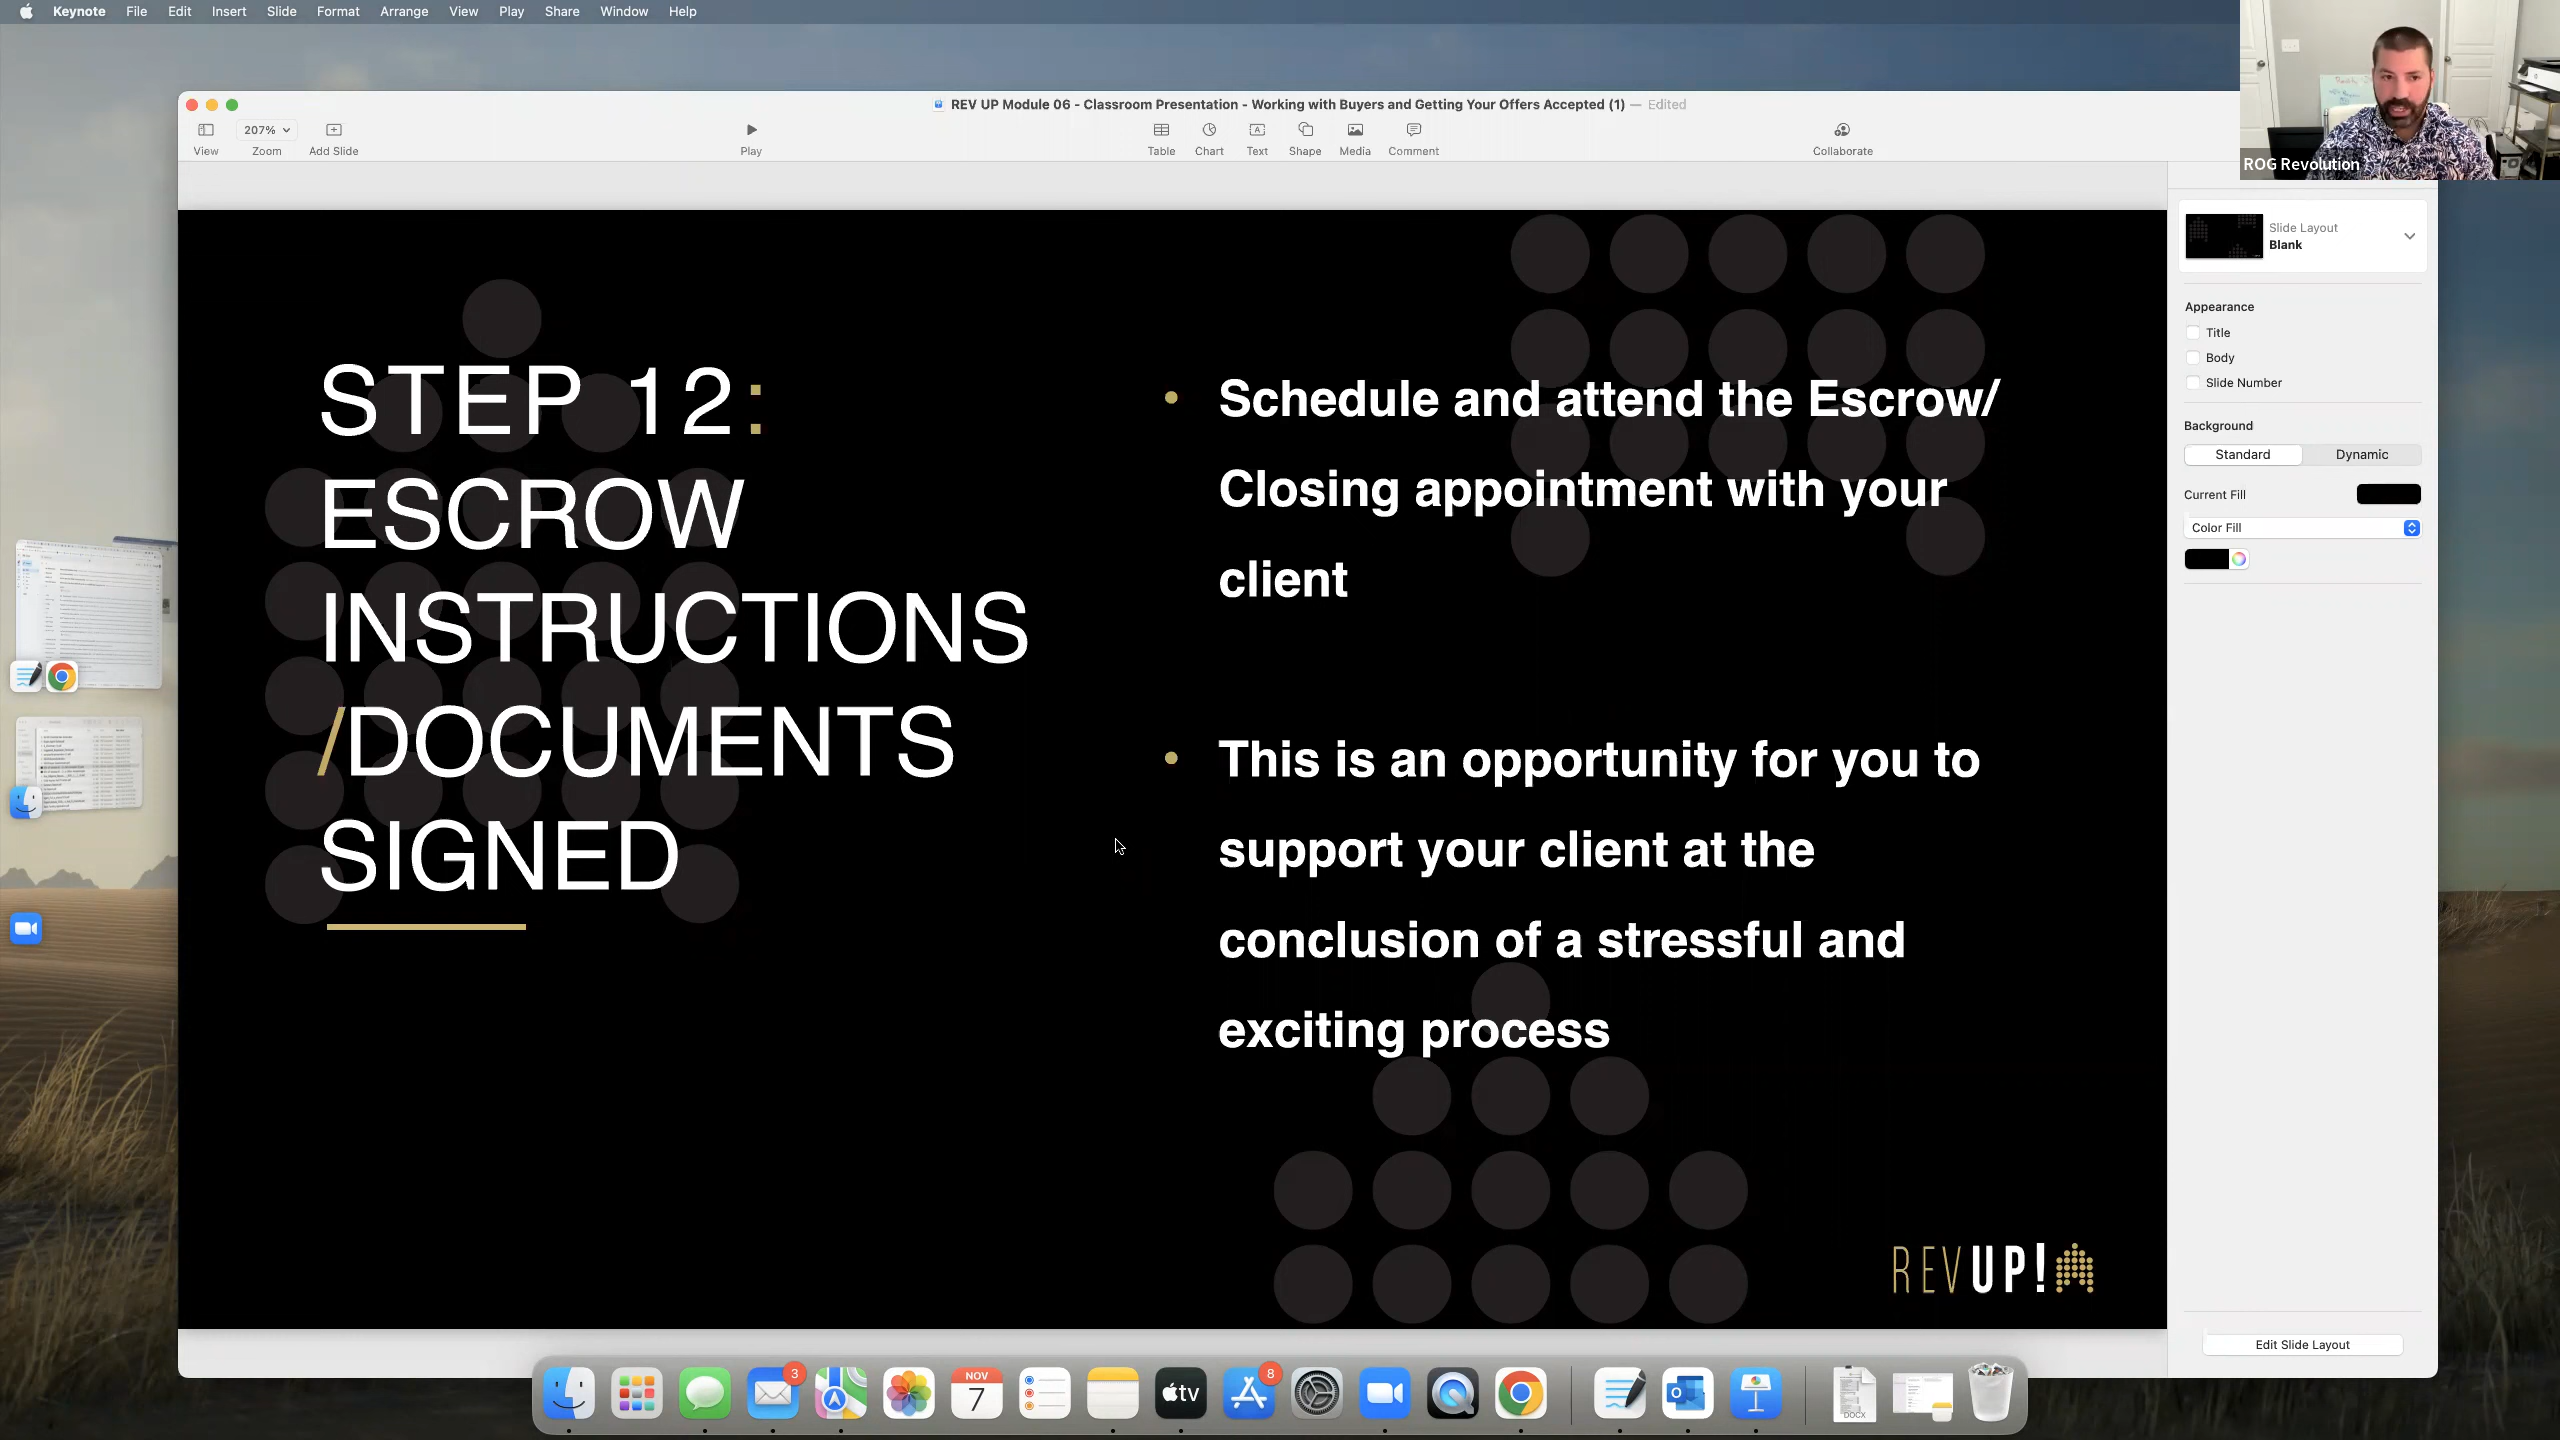 Keynote File Edit Insert Slide Format Arrange View Play Share Window Help
REV UP Module 06 - Classroom Presentation - Working with Buyers and Getting Your Offers Accepted (1) — Edited
207%
View Zoom Add Slide Play Table Chart Text Shape Media Comment Collaborate
ROG Revolution
STEP 12:
ESCROW
INSTRUCTIONS
/DOCUMENTS
SIGNED
• Schedule and attend the Escrow/
Closing appointment with your
client
• This is an opportunity for you to
support your client at the
conclusion of a stressful and
exciting process
REVUP!
Slide Layout
Blank
Appearance
Title
Body
Slide Number
Background
Standard Dynamic
Current Fill
Color Fill
Edit Slide Layout
3
NOV
7
tv
8
DOCX